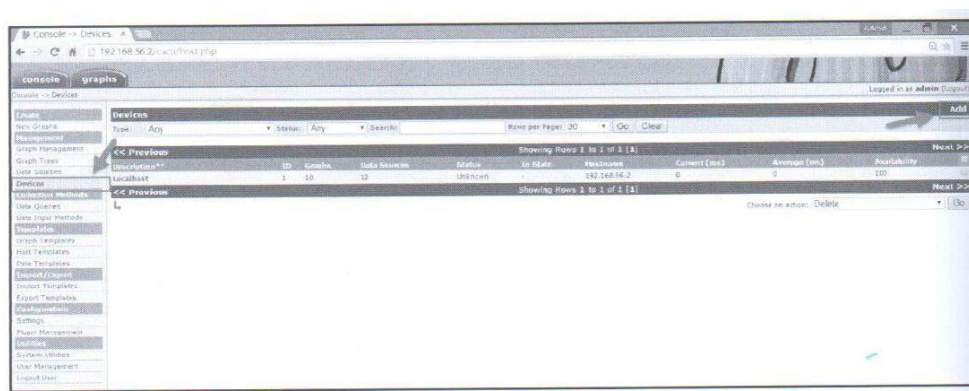 Console -> Devices
192.168.56.2/cacti/host.php
console graphs
Console -> Devices
Logged in as admin (Logout)
Create
New Graphs
Management
Graph Management
Graph Trees
Data Sources
Devices
Collection Methods
Data Queries
Data Input Methods
Templates
Graph Templates
Host Templates
Data Templates
Import/Export
Import Templates
Export Templates
Configuration
Settings
Plugin Management
Utilities
System Utilities
User Management
Logout User
Devices
Add
Type: Any Status: Any Search: Rows per Page: 30 Go Clear
<< Previous Showing Rows 1 to 1 of 1 [1] Next >>
Description** ID Graphs Data Sources Status In State Hostname Current (ms) Average (ms) Availability
Localhost 1 10 12 Unknown - 192.168.56.2 0 0 100
<< Previous Showing Rows 1 to 1 of 1 [1] Next >>
Choose an action: Delete Go